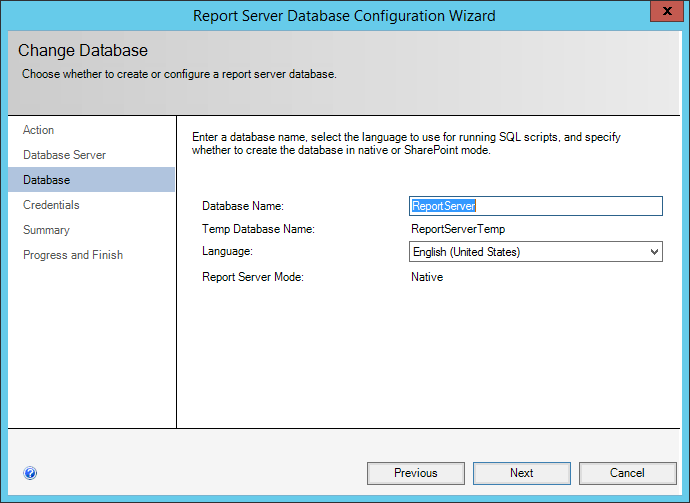 Report Server Database Configuration Wizard
x
Change Database
Choose whether to create or configure a report server database.
Action
Database Server
Database
Credentials
Summary
Progress and Finish
Enter a database name, select the language to use for running SQL scripts, and specify
whether to create the database in native or SharePoint mode.
Database Name: ReportServer
Temp Database Name: ReportServerTemp
Language: English (United States)
Report Server Mode: Native
?
Previous Next Cancel